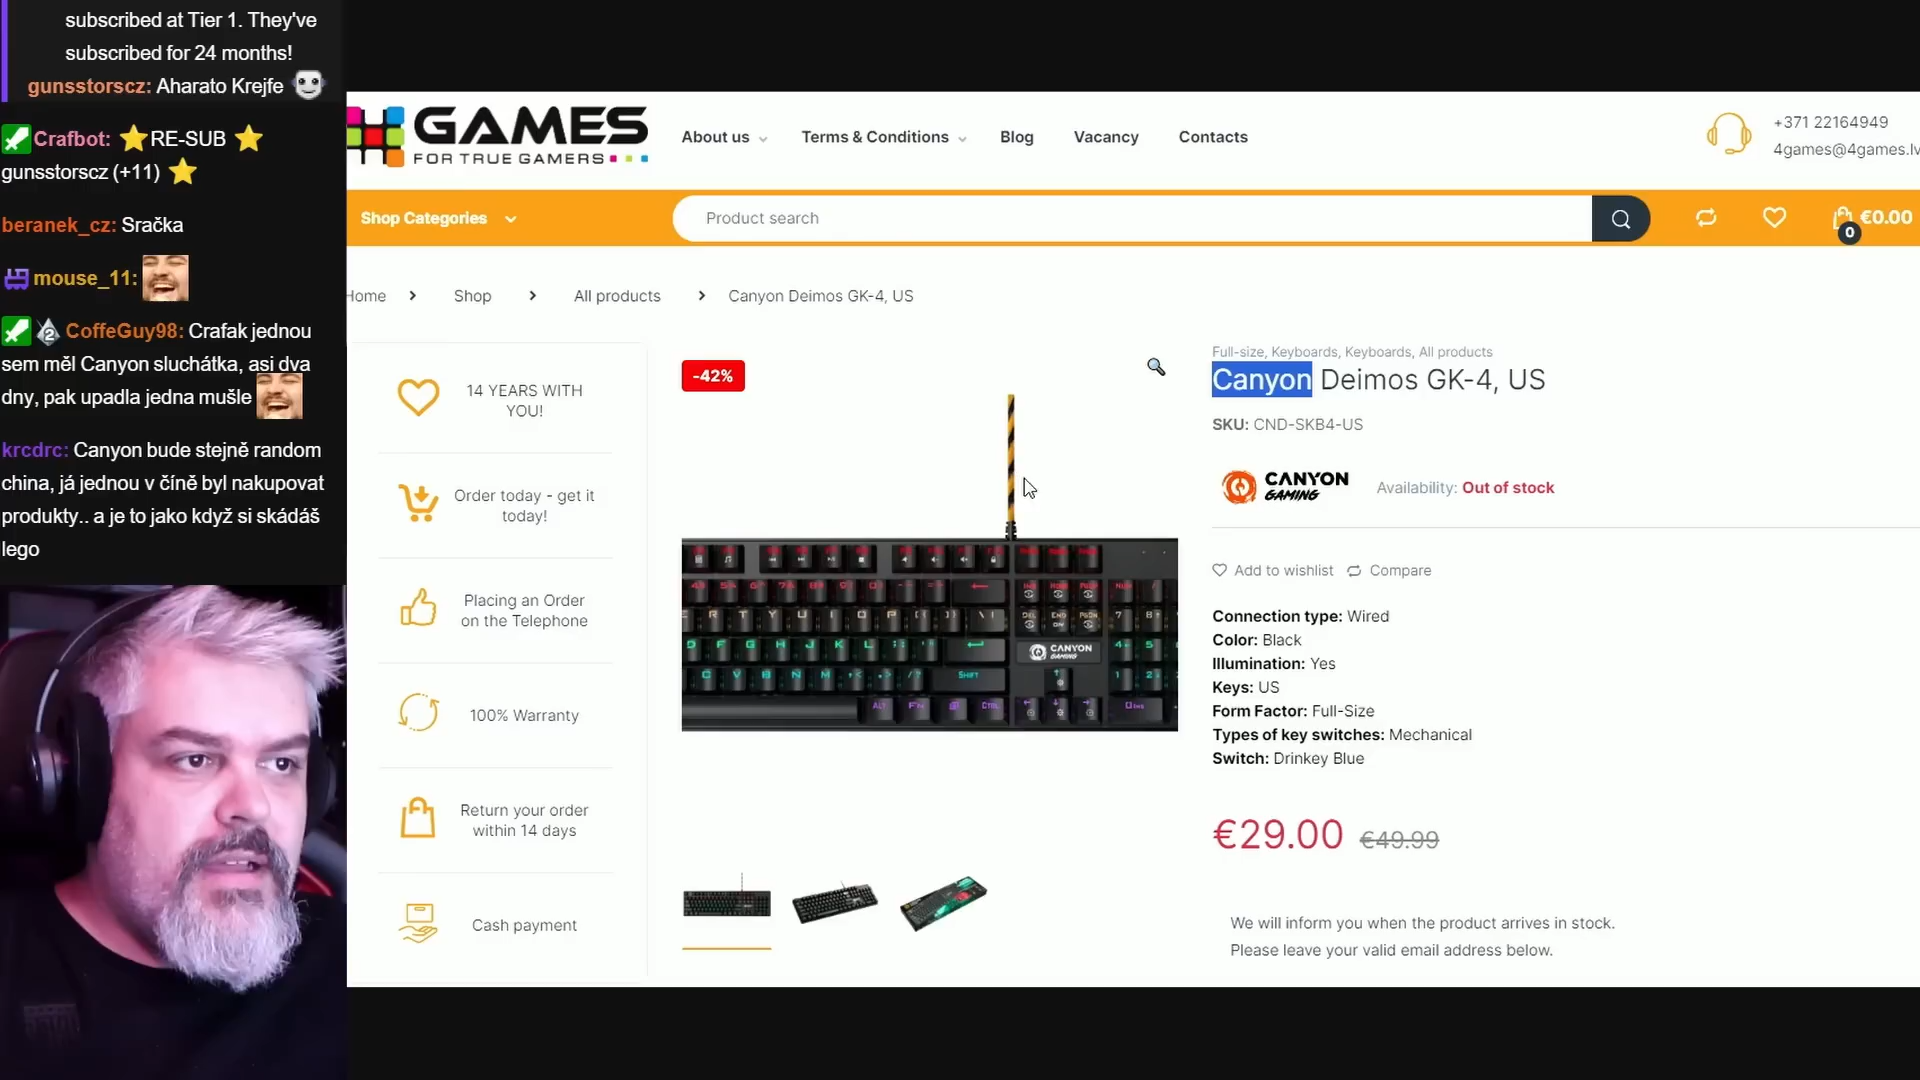 subscribed at Tier 1. They've
subscribed for 24 months!
gunsstorscz: Aharato Krejfe
Crafbot: RE-SUB
gunsstorscz (+11)
beranek_cz: Sračka
mouse_11:
CoffeGuy98: Crafak jednou
sem měl Canyon sluchátka, asi dva
dny, pak upadla jedna mušle
krcdrc: Canyon bude stejně random
china, já jednou v číně byl nakupovat
produkty.. a je to jako když si skádáš
lego
GAMES
FOR TRUE GAMERS
About us
Terms & Conditions
Blog
Vacancy
Contacts
+371 22164949
4games@4games.lv
Shop Categories
Product search
0
€0.00
Home
Shop
All products
Canyon Deimos GK-4, US
14 YEARS WITH
YOU!
Order today - get it
today!
Placing an Order
on the Telephone
100% Warranty
Return your order
within 14 days
Cash payment
-42%
CANYON
GAMING
Full-size, Keyboards, Keyboards, All products
Canyon Deimos GK-4, US
SKU: CND-SKB4-US
CANYON
GAMING
Availability: Out of stock
Add to wishlist
Compare
Connection type: Wired
Color: Black
Illumination: Yes
Keys: US
Form Factor: Full-Size
Types of key switches: Mechanical
Switch: Drinkey Blue
€29.00 €49.99
We will inform you when the product arrives in stock.
Please leave your valid email address below.